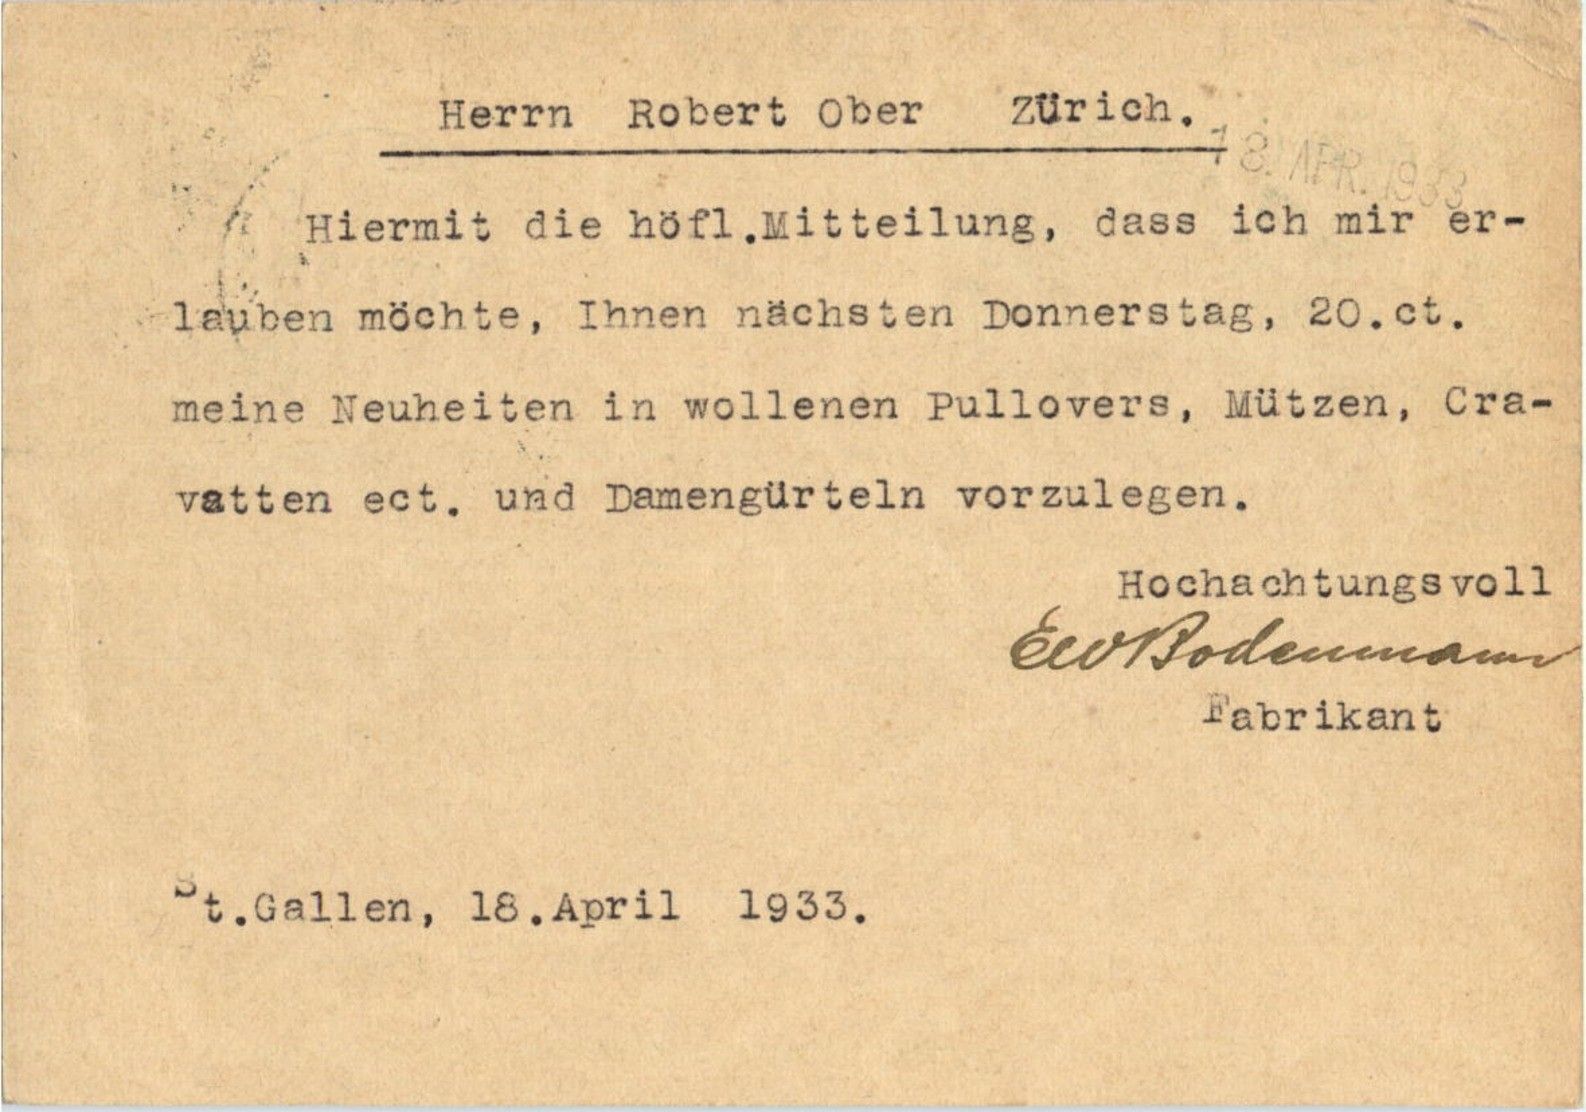 Herrn Robert Ober Zürich.
18. APR. 1933
Hiermit die höfl.Mitteilung, dass ich mir er-
lauben möchte, Ihnen nächsten Donnerstag, 20.ct.
meine Neuheiten in wollenen Pullovers, Mützen, Cra-
vatten ect. und Damengürteln vorzulegen.
Hochachtungsvoll
Bodenmann
Fabrikant
St.Gallen, 18.April 1933.